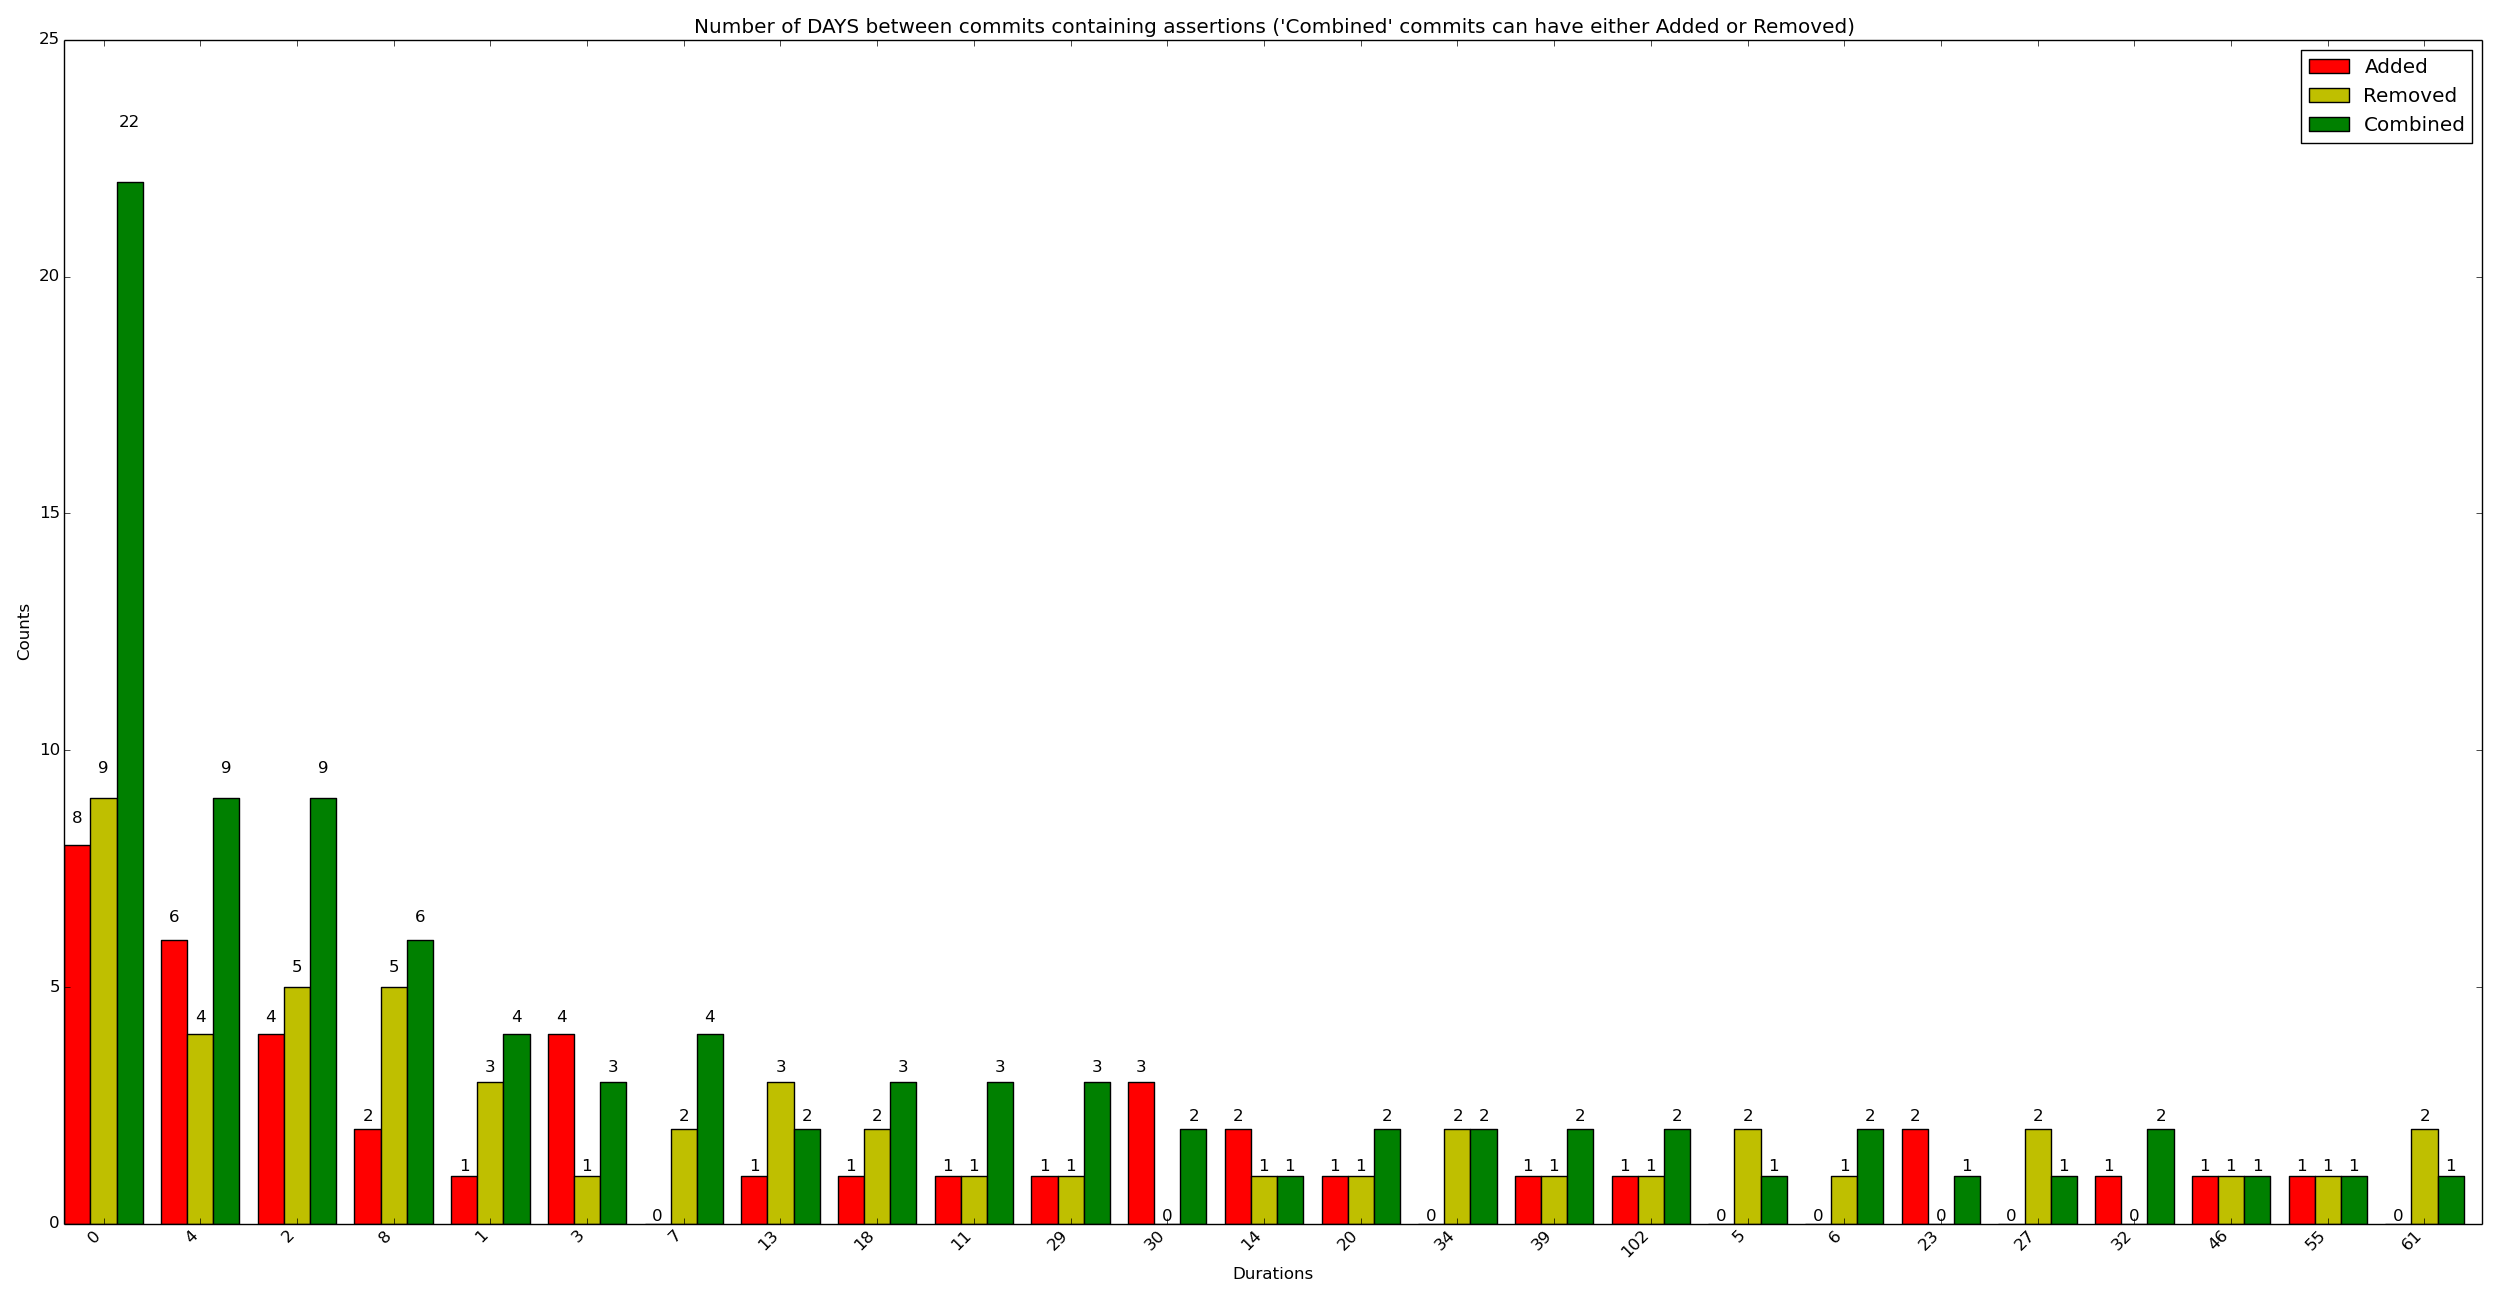 Number of DAYS between commits containing assertions ('Combined' commits can have either Added or Removed)
25
20
15
10
5
0
Counts
Added
Removed
Combined
8 9 22
6 4 9
4 5 9
2 5 6
1 3 4
4 1 3
0 2 4
1 3 2
1 2 3
1 1 3
1 1 3
3 0 2
2 1 1
1 1 2
0 2 2
1 1 2
1 1 2
0 2 1
0 1 2
2 0 1
0 2 1
1 0 2
1 1 1
1 1 1
0 2 1
0 4 2 8 1 3 7 13 18 11 29 30 14 20 34 39 102 5 6 23 27 32 46 55 61
Durations